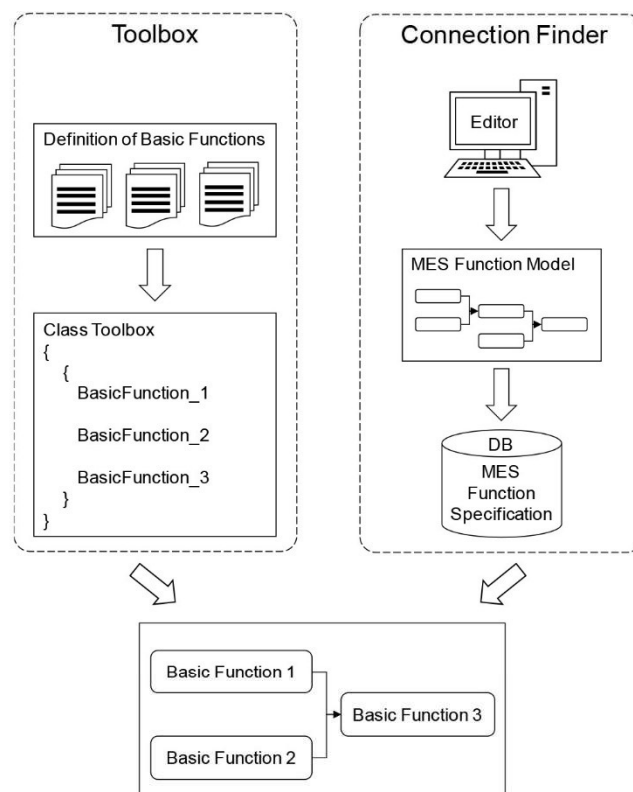 Toolbox
Definition of Basic Functions
Class Toolbox
{
{
BasicFunction_1
BasicFunction_2
BasicFunction_3
}
}
Connection Finder
Editor
MES Function Model
DB
MES
Function
Specification
Basic Function 1
Basic Function 2
Basic Function 3